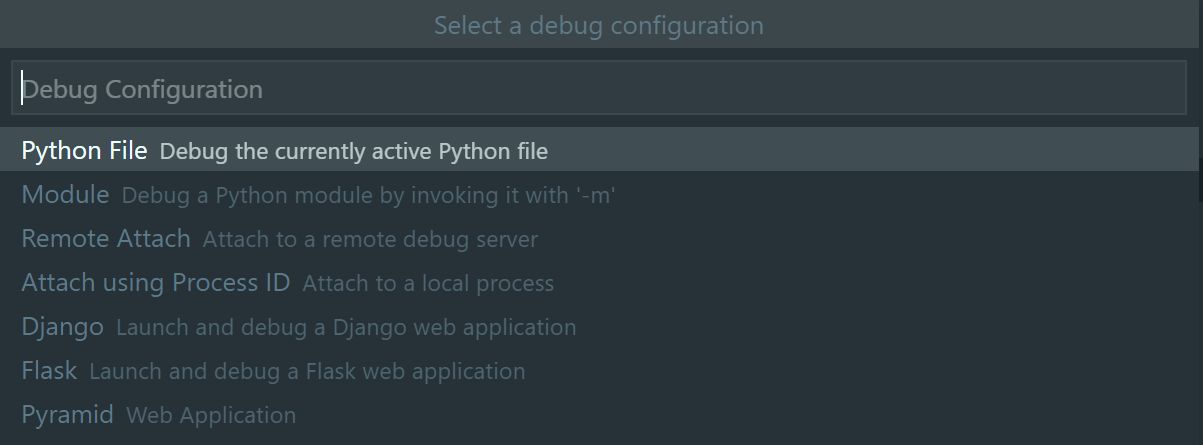 Select a debug configuration
Debug Configuration
Python File Debug the currently active Python file
Module Debug a Python module by invoking it with '-m'
Remote Attach Attach to a remote debug server
Attach using Process ID Attach to a local process
Django Launch and debug a Django web application
Flask Launch and debug a Flask web application
Pyramid Web Application